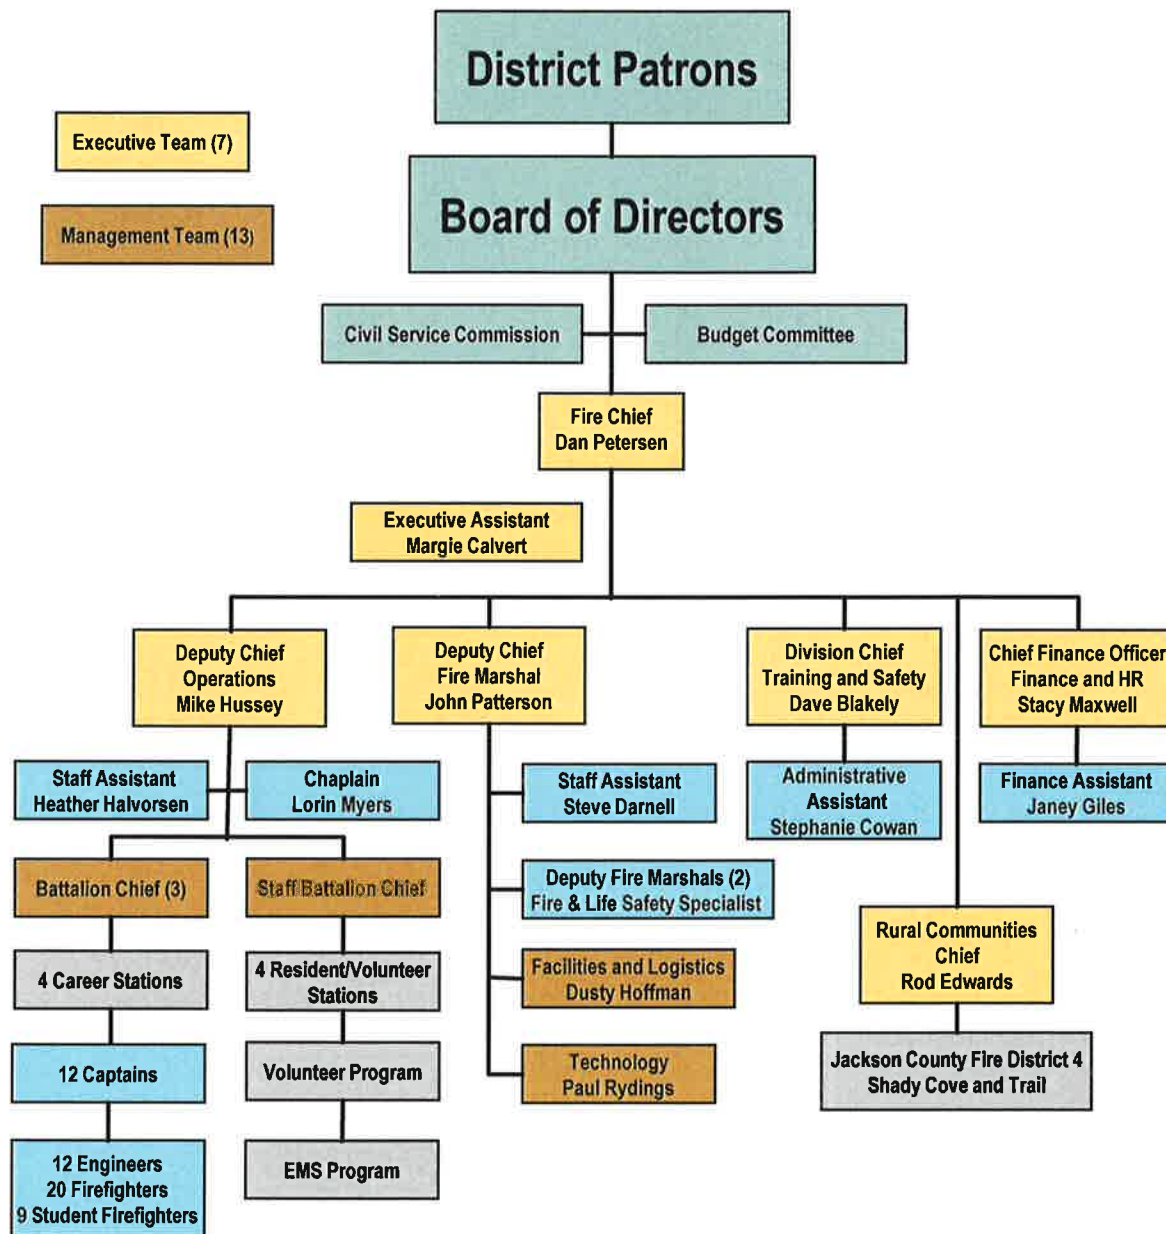 District Patrons
Executive Team (7)
Board of Directors
Management Team (13)
Civil Service Commission
Budget Committee
Fire Chief
Dan Petersen
Executive Assistant
Margie Calvert
Deputy Chief
Operations
Mike Hussey
Deputy Chief
Fire Marshal
John Patterson
Division Chief
Training and Safety
Dave Blakely
Chief Finance Officer
Finance and HR
Stacy Maxwell
Staff Assistant
Heather Halvorsen
Chaplain
Lorin Myers
Staff Assistant
Steve Darnell
Administrative
Assistant
Stephanie Cowan
Finance Assistant
Janey Giles
Battalion Chief (3)
Staff Battalion Chief
Deputy Fire Marshals (2)
Fire & Life Safety Specialist
Rural Communities
Chief
Rod Edwards
4 Career Stations
4 Resident/Volunteer
Stations
Facilities and Logistics
Dusty Hoffman
12 Captains
Volunteer Program
Technology
Paul Rydings
Jackson County Fire District 4
Shady Cove and Trail
12 Engineers
20 Firefighters
9 Student Firefighters
EMS Program